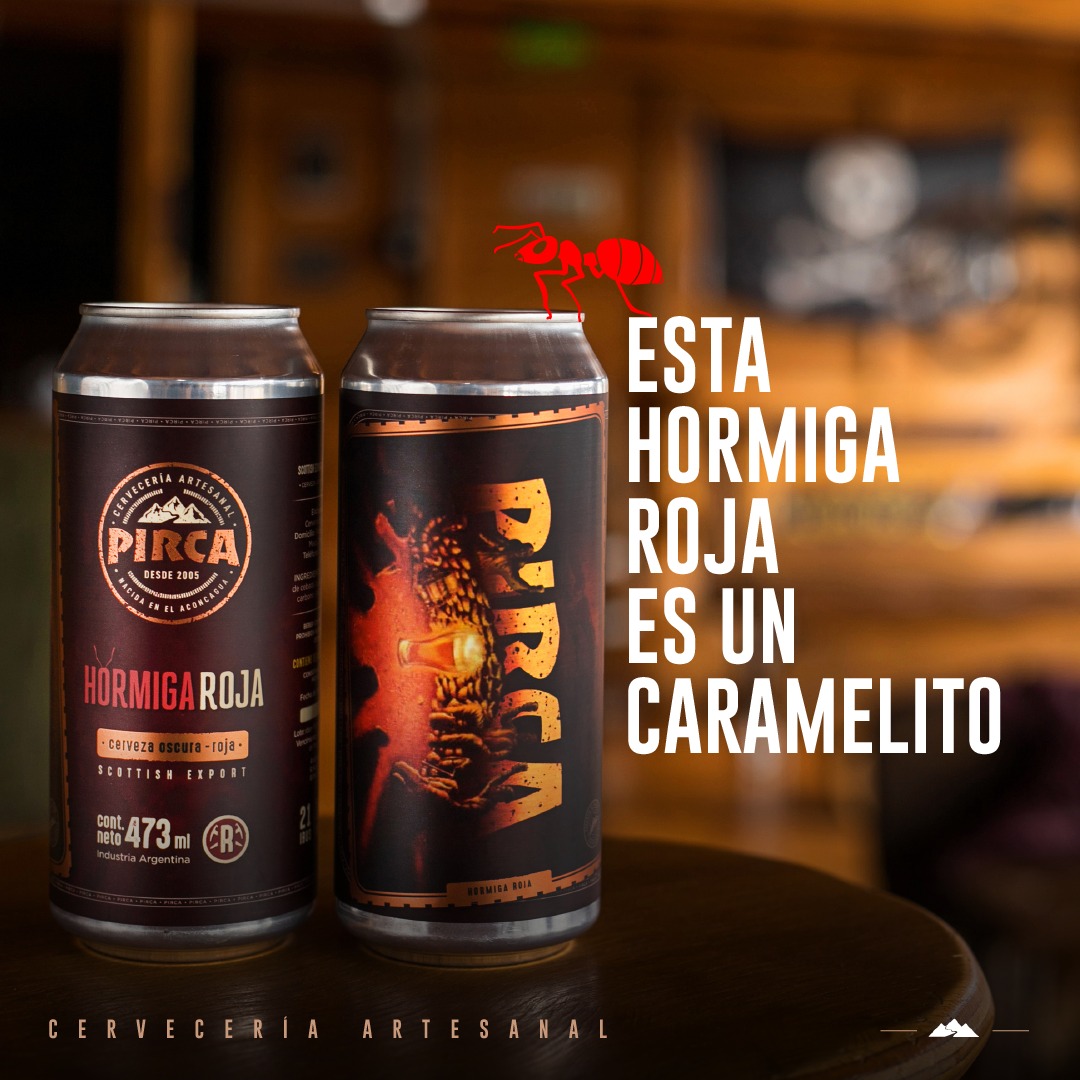 ESTA
HORMIGA
ROJA
ES UN
CARAMELITO
CERVECERÍA ARTESANAL
PIRCA
DESDE 2005
NACIDA EN EL ACONCAGUA
HORMIGA ROJA
cerveza oscura - roja
SCOTTISH EXPORT
cont.
neto 473 ml
Industria Argentina
R
21
PIRCA
HORMIGA ROJA
CERVECERÍA ARTESANAL